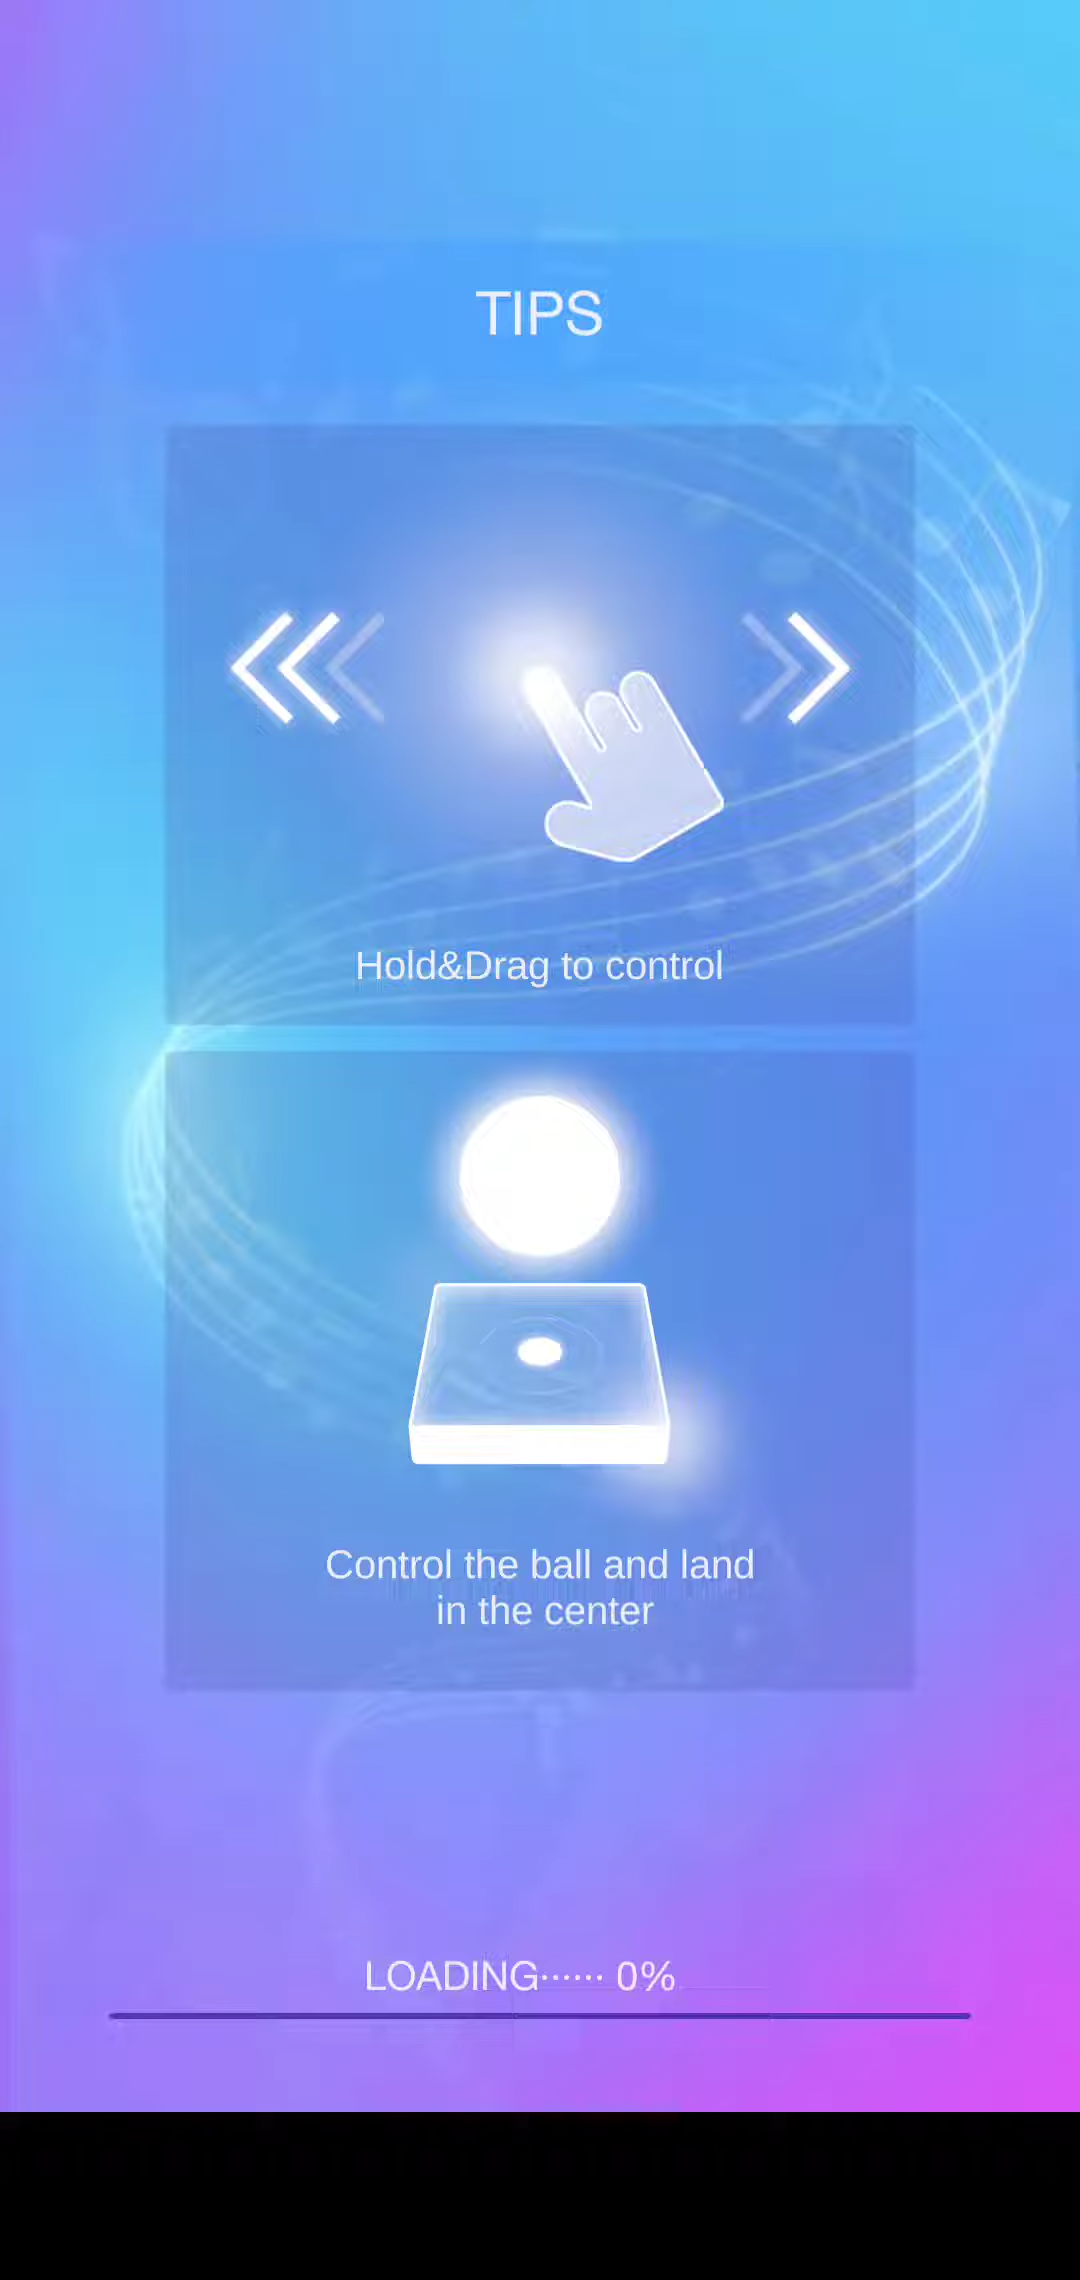 TIPS
Hold&Drag to control
Control the ball and land
in the center
LOADING······ 0%